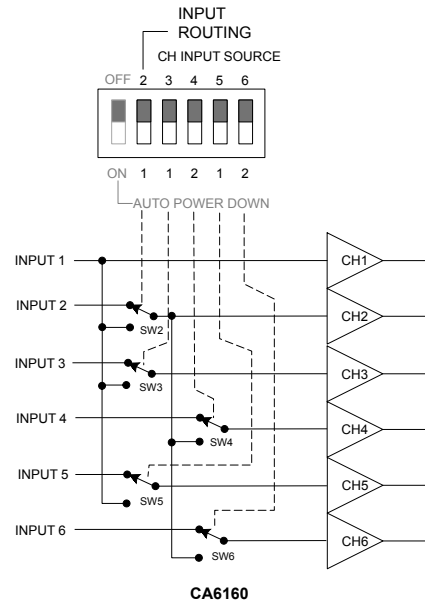 INPUT
ROUTING
CH INPUT SOURCE
OFF 2 3 4 5 6
ON 1 1 2 1 2
AUTO POWER DOWN
INPUT 1
CH1
INPUT 2
SW2
CH2
INPUT 3
SW3
CH3
INPUT 4
SW4
CH4
INPUT 5
SW5
CH5
INPUT 6
SW6
CH6
CA6160